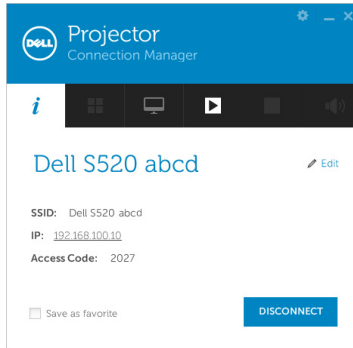 DELL
Projector
Connection Manager
i
Dell S520 abcd
Edit
SSID: Dell S520 abcd
IP: 192.168.100.10
Access Code: 2027
Save as favorite
DISCONNECT